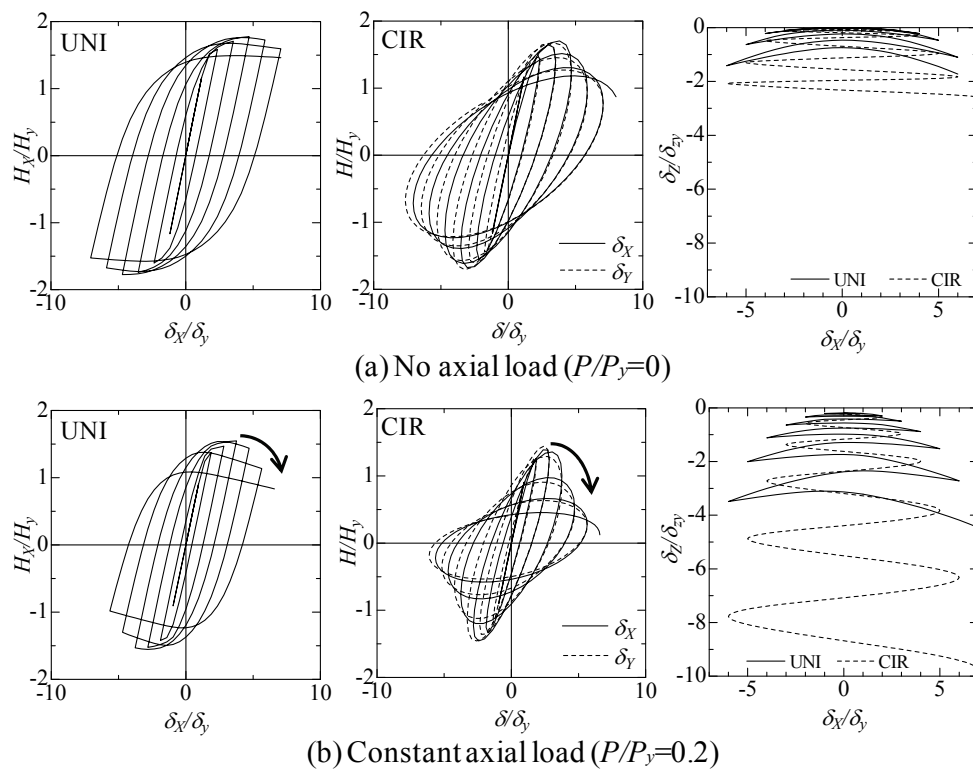 UNI
2
1
0
-1
-2
-10
0
10
H_X/H_y
δ_X/δ_y
CIR
2
1
0
-1
-2
-10
0
10
H/H_y
δ/δ_y
δ_X
δ_Y
0
-2
-4
-6
-8
-10
-5
0
5
δ_Z/δ_zy
UNI CIR
δ_X/δ_y
(a) No axial load (P/P_y=0)
UNI
2
1
0
-1
-2
-10
0
10
H_X/H_y
δ_X/δ_y
CIR
2
1
0
-1
-2
-10
0
10
H/H_y
δ/δ_y
δ_X
δ_Y
0
-2
-4
-6
-8
-10
-5
0
5
δ_Z/δ_zy
UNI CIR
δ_X/δ_y
(b) Constant axial load (P/P_y=0.2)